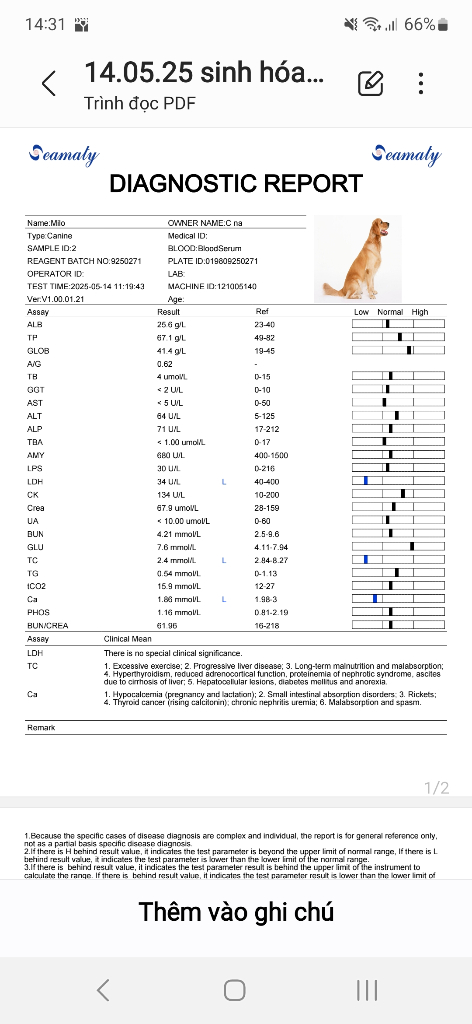 14:31
66%
14.05.25 sinh hóa...
Trình đọc PDF
Seamaty Seamaty
DIAGNOSTIC REPORT
Name:Milo OWNER NAME:C na
Type:Canine Medical ID:
SAMPLE ID:2 BLOOD:BloodSerum
REAGENT BATCH NO:9250271 PLATE ID:019809250271
OPERATOR ID: LAB:
TEST TIME:2025-05-14 11:19:43 MACHINE ID:121005140
Ver:V1.00.01.21 Age:
Assay Result Ref Low Normal High
ALB 25.6 g/L 23-40
TP 67.1 g/L 49-82
GLOB 41.4 g/L 19-45
A/G 0.62 -
TB 4 umol/L 0-15
GGT < 2 U/L 0-10
AST < 5 U/L 0-50
ALT 64 U/L 5-125
ALP 71 U/L 17-212
TBA < 1.00 umol/L 0-17
AMY 680 U/L 400-1500
LPS 30 U/L 0-216
LDH 34 U/L L 40-400
CK 134 U/L 10-200
Crea 67.9 umol/L 28-159
UA < 10.00 umol/L 0-60
BUN 4.21 mmol/L 2.5-9.6
GLU 7.6 mmol/L 4.11-7.94
TC 2.4 mmol/L L 2.84-8.27
TG 0.54 mmol/L 0-1.13
tCO2 15.9 mmol/L 12-27
Ca 1.86 mmol/L L 1.98-3
PHOS 1.16 mmol/L 0.81-2.19
BUN/CREA 61.96 16-218
Assay Clinical Mean
LDH There is no special clinical significance.
TC 1. Excessive exercise; 2. Progressive liver disease; 3. Long-term malnutrition and malabsorption;
4. Hyperthyroidism, reduced adrenocortical function, proteinemia of nephrotic syndrome, ascites
due to cirrhosis of liver; 5. Hepatocellular lesions, diabetes mellitus and anorexia.
Ca 1. Hypocalcemia (pregnancy and lactation); 2. Small intestinal absorption disorders; 3. Rickets;
4. Thyroid cancer (rising calcitonin); chronic nephritis uremia; 6. Malabsorption and spasm.
Remark
1/2
1.Because the specific cases of disease diagnosis are complex and individual, the report is for general reference only,
not as a partial basis specific disease diagnosis.
2.If there is H behind result value, it indicates the test parameter is beyond the upper limit of normal range, If there is L
behind result value, it indicates the test parameter is lower than the lower limit of the normal range.
3.If there is behind result value, it indicates the test parameter result is behind the upper limit of the instrument to
calculate the range. If there is behind result value, it indicates the test parameter result is lower than the lower limit of
Thêm vào ghi chú